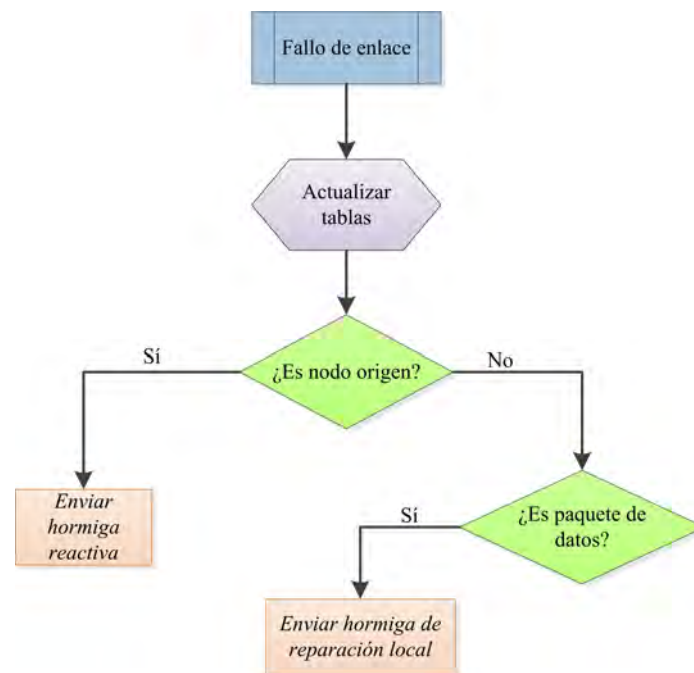 Fallo de enlace
Actualizar
tablas
¿Es nodo origen?
Sí
No
Enviar
hormiga
reactiva
¿Es paquete de
datos?
Sí
Enviar hormiga de
reparación local